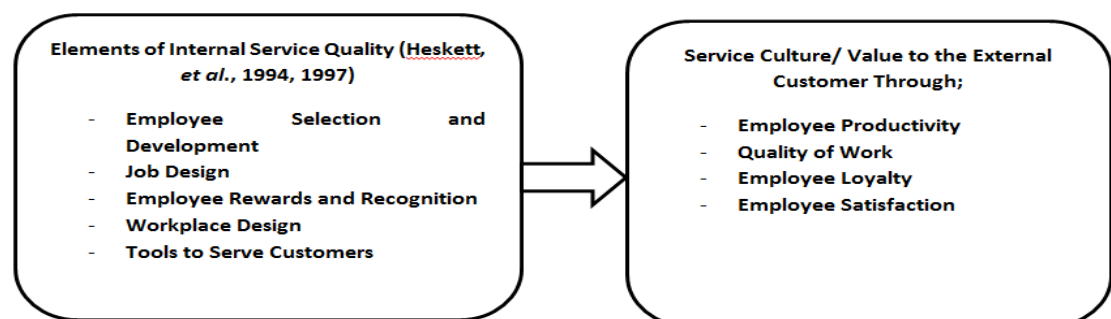 Elements of Internal Service Quality (Heskett,
et al., 1994, 1997)
- Employee Selection and
Development
- Job Design
- Employee Rewards and Recognition
- Workplace Design
- Tools to Serve Customers
Service Culture/ Value to the External
Customer Through;
- Employee Productivity
- Quality of Work
- Employee Loyalty
- Employee Satisfaction